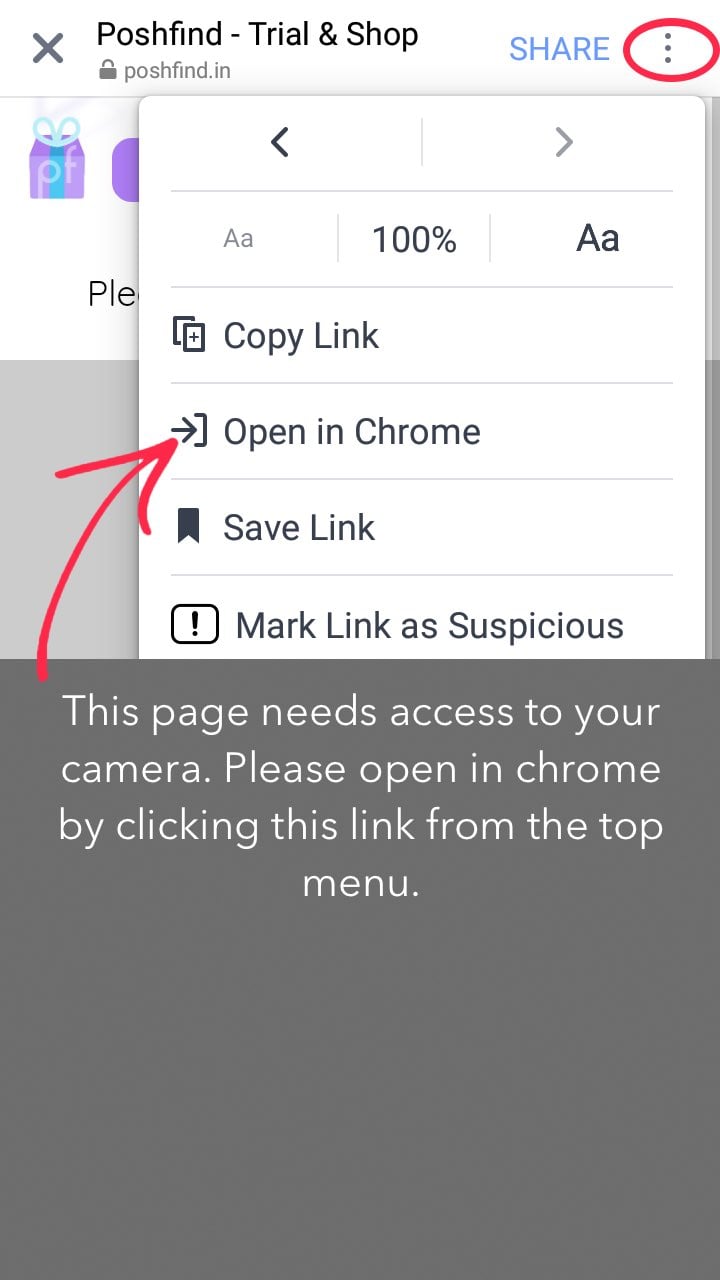 Poshfind - Trial & Shop
poshfind.in
SHARE
pf
Aa
100%
Aa
Ple
Copy Link
Open in Chrome
Save Link
Mark Link as Suspicious
This page needs access to your
camera. Please open in chrome
by clicking this link from the top
menu.